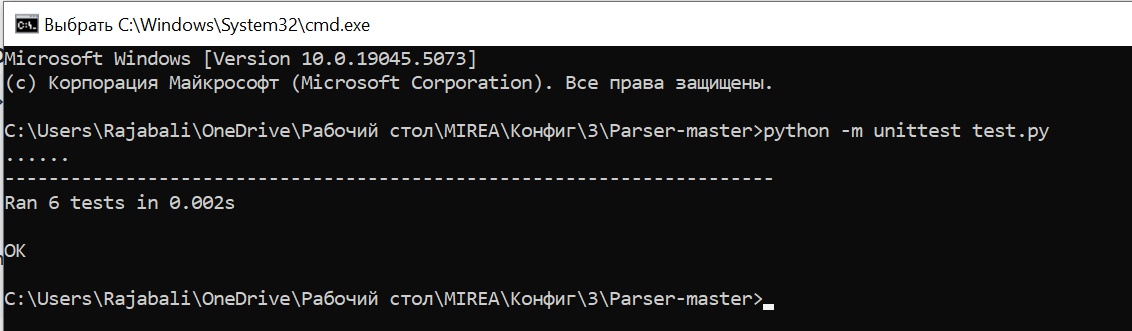 Выбрать C:\Windows\System32\cmd.exe
Microsoft Windows [Version 10.0.19045.5073]
(c) Корпорация Майкрософт (Microsoft Corporation). Все права защищены.
C:\Users\Rajabali\OneDrive\Рабочий стол\MIREA\Конфиг\3\Parser-master>python -m unittest test.py
......
----------------------------------------------------------------------
Ran 6 tests in 0.002s
OK
C:\Users\Rajabali\OneDrive\Рабочий стол\MIREA\Конфиг\3\Parser-master>